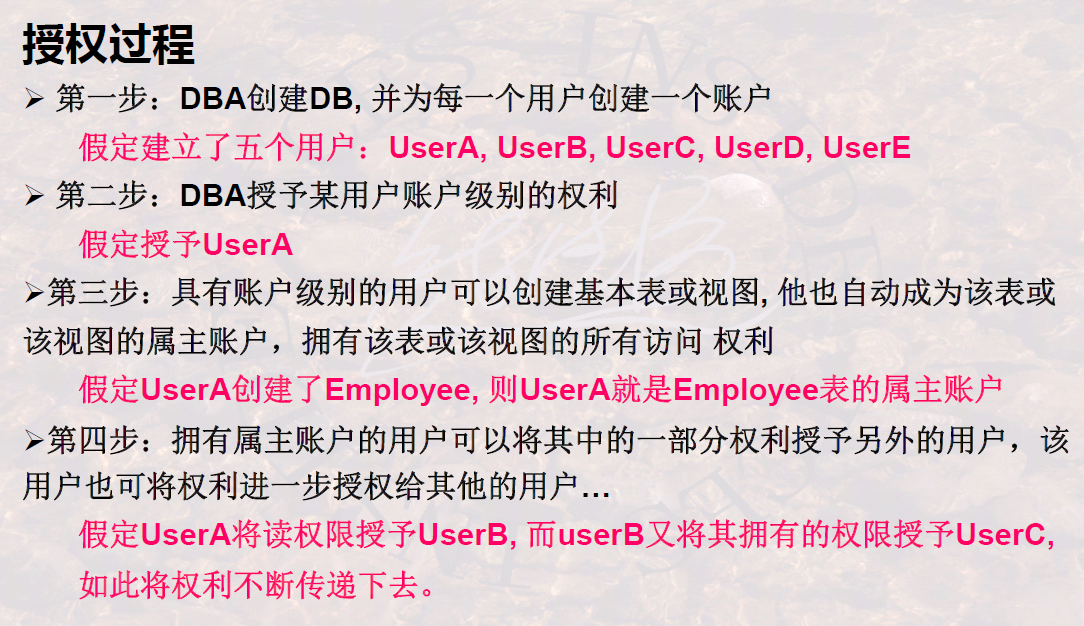 授权过程
➢ 第一步：DBA创建DB, 并为每一个用户创建一个账户
假定建立了五个用户：UserA, UserB, UserC, UserD, UserE
➢ 第二步：DBA授予某用户账户级别的权利
假定授予UserA
➢第三步：具有账户级别的用户可以创建基本表或视图, 他也自动成为该表或
该视图的属主账户，拥有该表或该视图的所有访问 权利
假定UserA创建了Employee, 则UserA就是Employee表的属主账户
➢第四步：拥有属主账户的用户可以将其中的一部分权利授予另外的用户，该
用户也可将权利进一步授权给其他的用户…
假定UserA将读权限授予UserB, 而userB又将其拥有的权限授予UserC,
如此将权利不断传递下去。